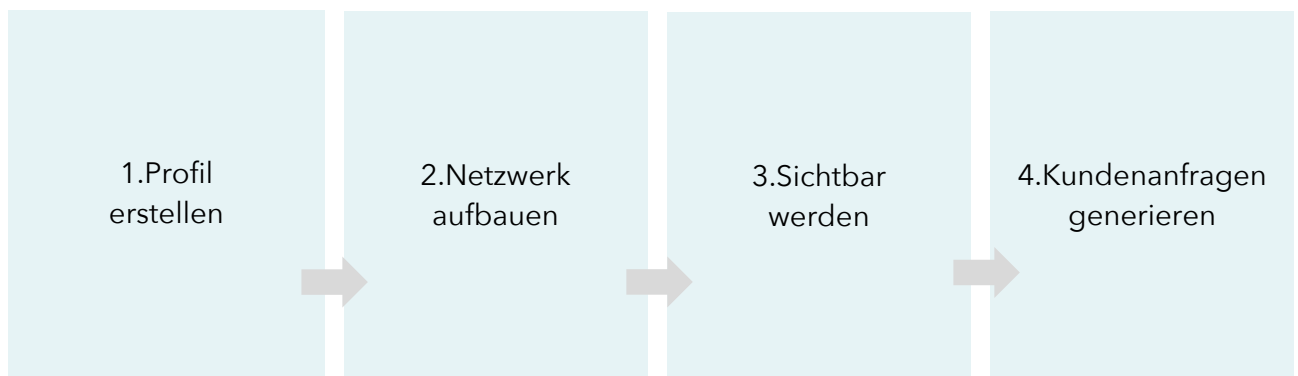 1.Profil
erstellen
2.Netzwerk
aufbauen
3.Sichtbar
werden
4.Kundenanfragen
generieren